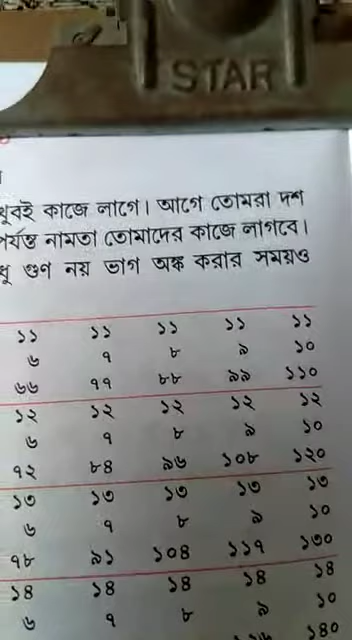 STAR
খুবই কাজে লাগে। আগে তোমরা দশ
পর্যন্ত নামতা তোমাদের কাজে লাগবে।
গুণ নয় ভাগ অঙ্ক করার সময়ও
১১ ১১ ১১ ১১ ১১
৬ ৭ ৮ ৯ ১০
৬৬ ৭৭ ৮৮ ৯৯ ১১০
১২ ১২ ১২ ১২ ১২
৬ ৭ ৮ ৯ ১০
৭২ ৮৪ ৯৬ ১০৮ ১২০
১৩ ১৩ ১৩ ১৩ ১৩
৬ ৭ ৮ ৯ ১০
৭৮ ৯১ ১০৪ ১১৭ ১৩০
১৪ ১৪ ১৪ ১৪ ১৪
৬ ৭ ৮ ৯ ১০
১৪০